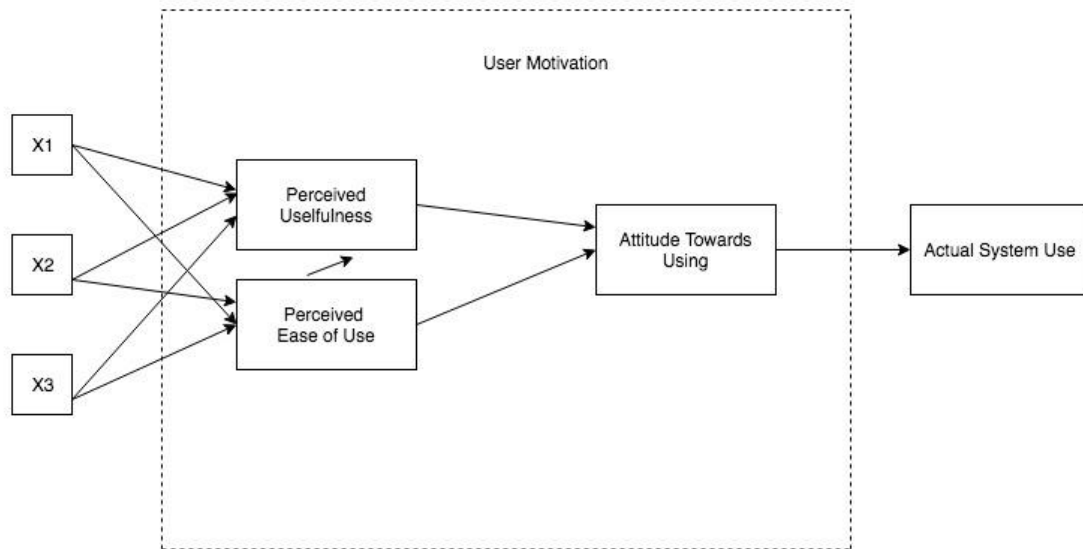 User Motivation
X1
Perceived
Uselfulness
X2
Attitude Towards
Using
Actual System Use
Perceived
Ease of Use
X3